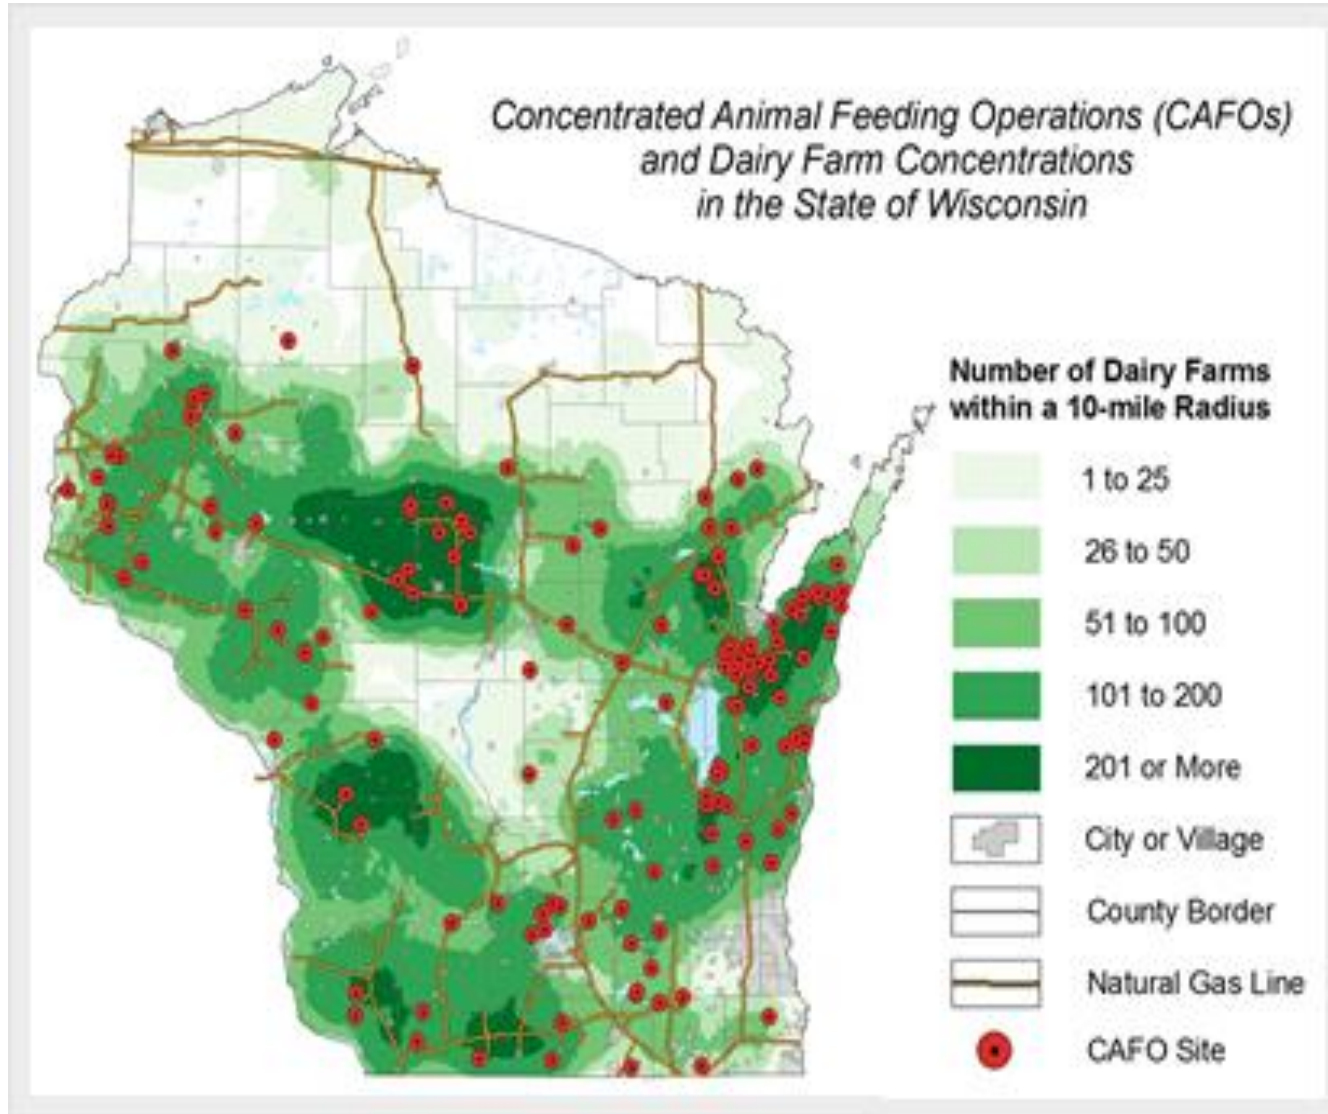 Concentrated Animal Feeding Operations (CAFOs)
and Dairy Farm Concentrations
in the State of Wisconsin
Number of Dairy Farms
within a 10-mile Radius
1 to 25
26 to 50
51 to 100
101 to 200
201 or More
City or Village
County Border
Natural Gas Line
CAFO Site